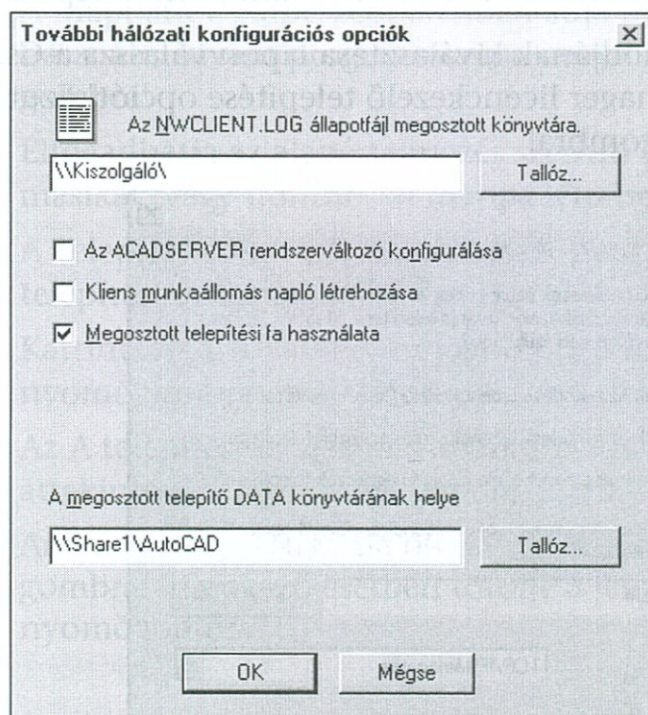 További hálózati konfigurációs opciók
Az NWCLIENT.LOG állapotfájl megosztott könyvtára.
\\Kiszolgáló\
Tallóz...
Az ACADSERVER rendszerváltozó konfigurálása
Kliens munkaállomás napló létrehozása
Megosztott telepítési fa használata
A megosztott telepítő DATA könyvtárának helye
\\Share1\AutoCAD
Tallóz...
OK
Mégse